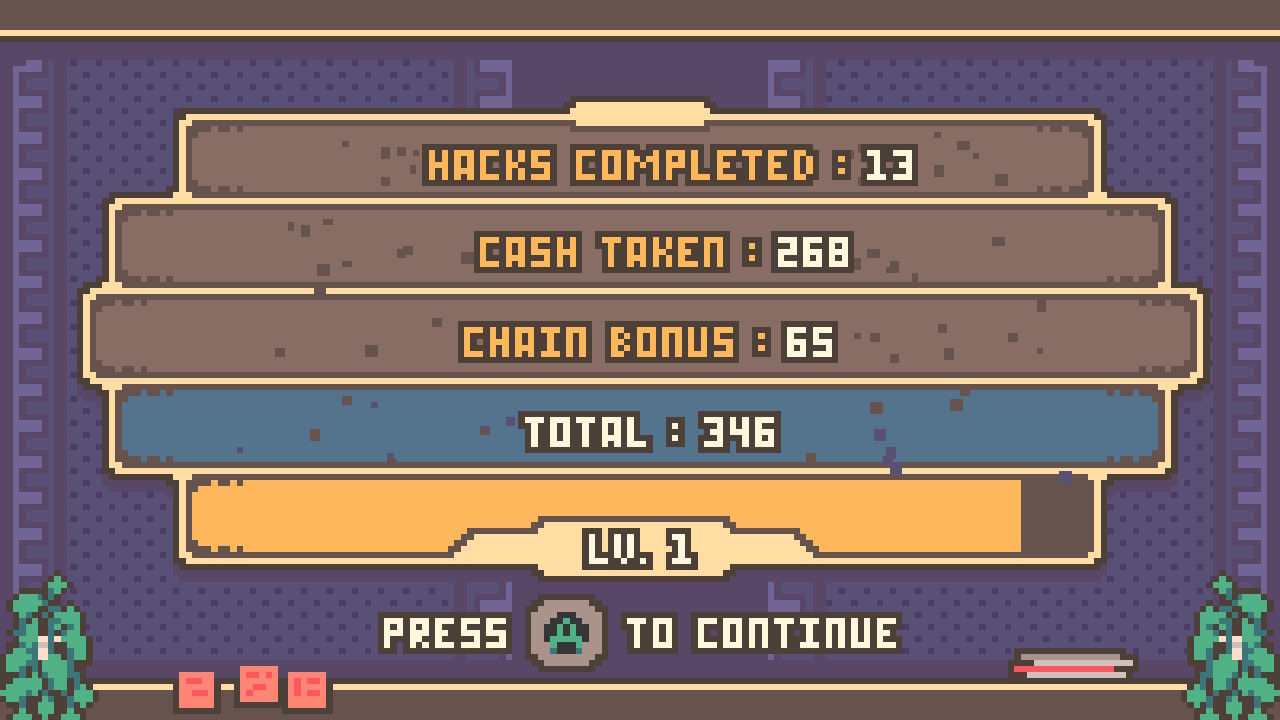 HACKS COMPLETED : 13
CASH TAKEN : 268
CHAIN BONUS : 65
TOTAL : 346
LV. 1
PRESS A TO CONTINUE